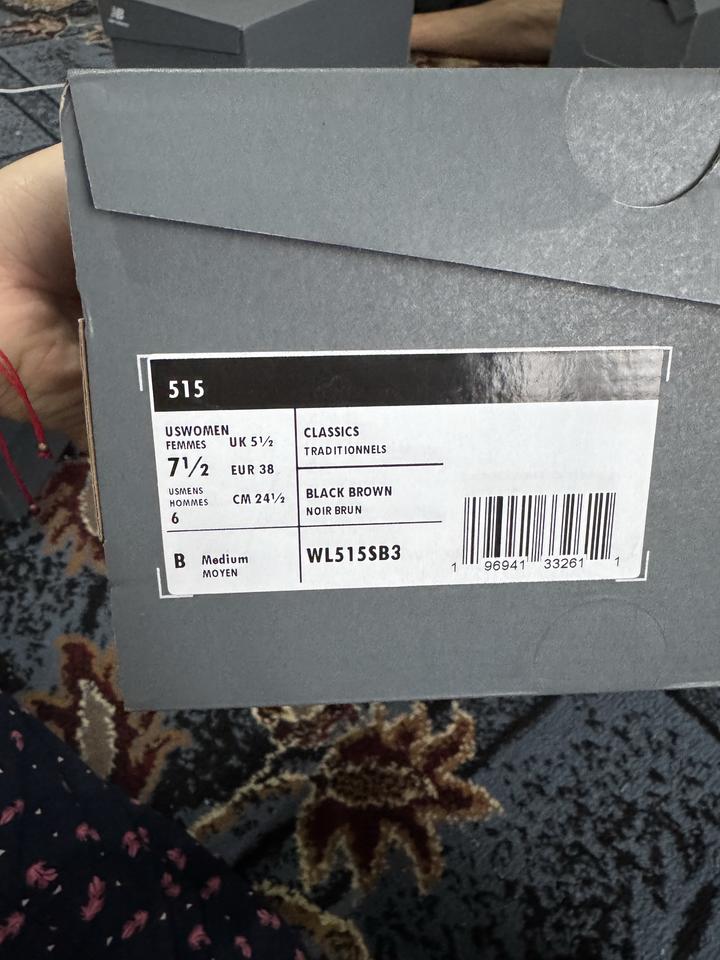 515
USWOMEN
FEMMES
7½
UK 5½
EUR 38
CM 24½
USMENS
HOMMES
6
B Medium
MOYEN
CLASSICS
TRADITIONNELS
BLACK BROWN
NOIR BRUN
WL515SB3
1 96941 33261 1